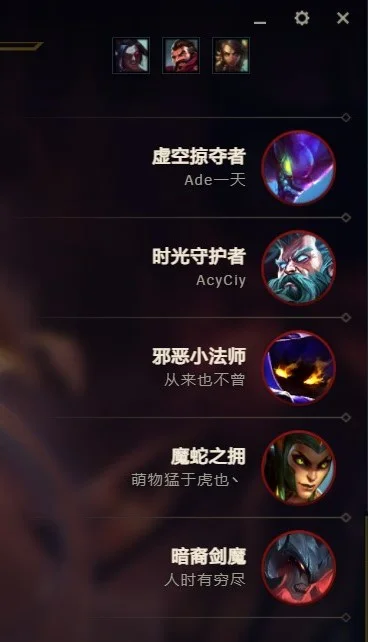 虚空掠夺者
Ade一天
时光守护者
AcyCiy
邪恶小法师
从来也不曾
魔蛇之拥
萌物猛于虎也丶
暗裔剑魔
人时有穷尽